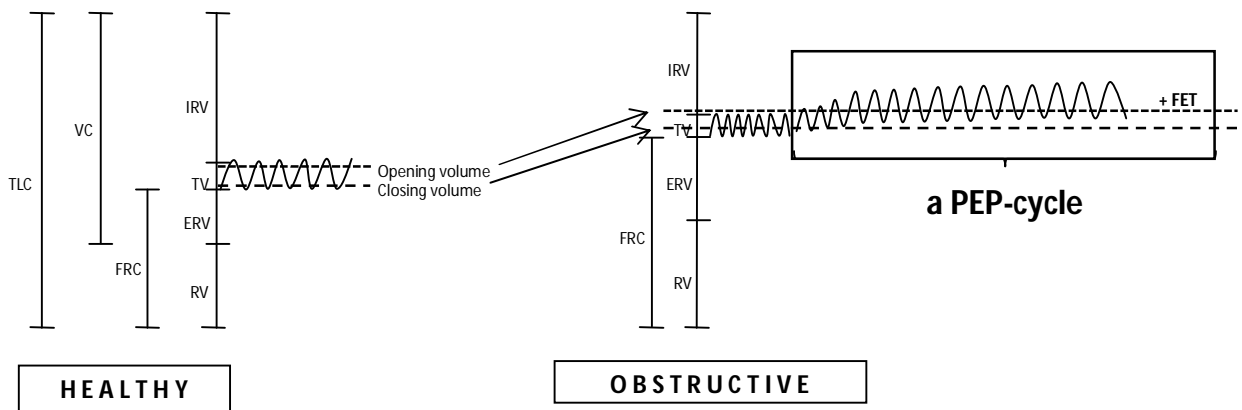 IRV
VC
TLC
TV
ERV
FRC
RV
Opening volume
Closing volume
HEALTHY
IRV
TV
ERV
FRC
RV
+ FET
a PEP-cycle
OBSTRUCTIVE